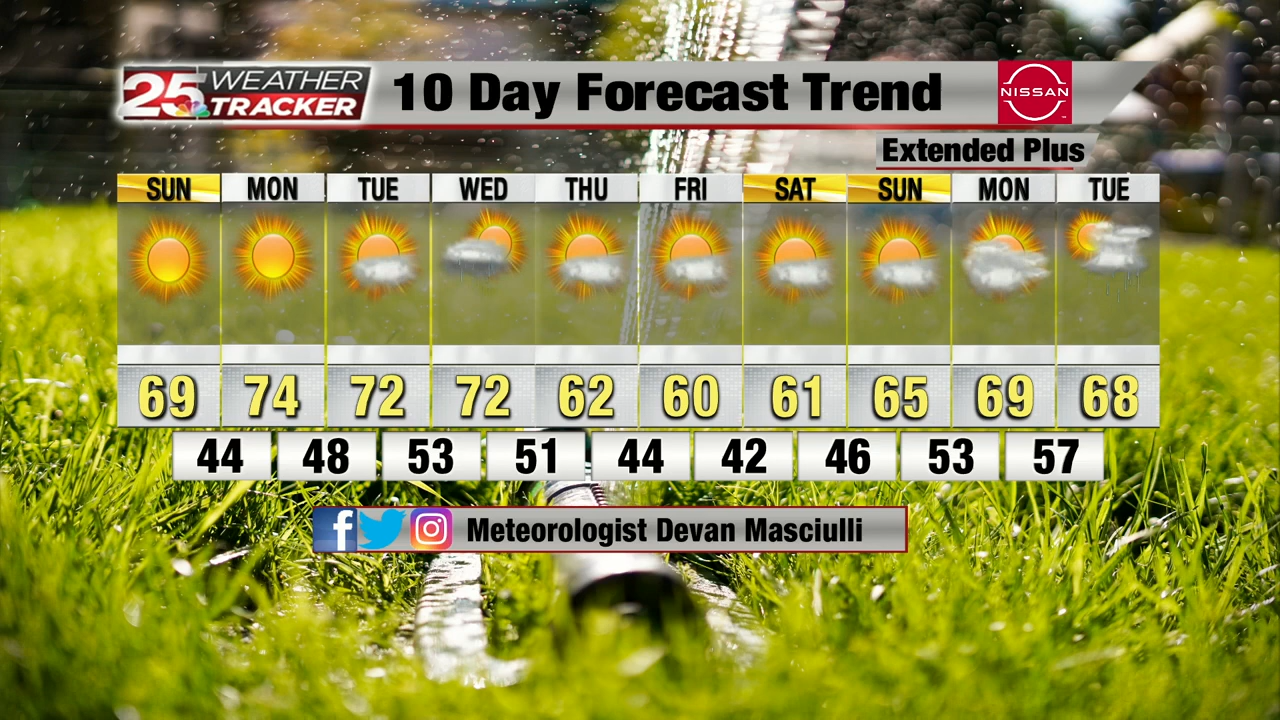 25 WEATHER TRACKER
10 Day Forecast Trend
NISSAN
Extended Plus
SUN MON TUE WED THU FRI SAT SUN MON TUE
69 74 72 72 62 60 61 65 69 68
44 48 53 51 44 42 46 53 57
Meteorologist Devan Masciulli